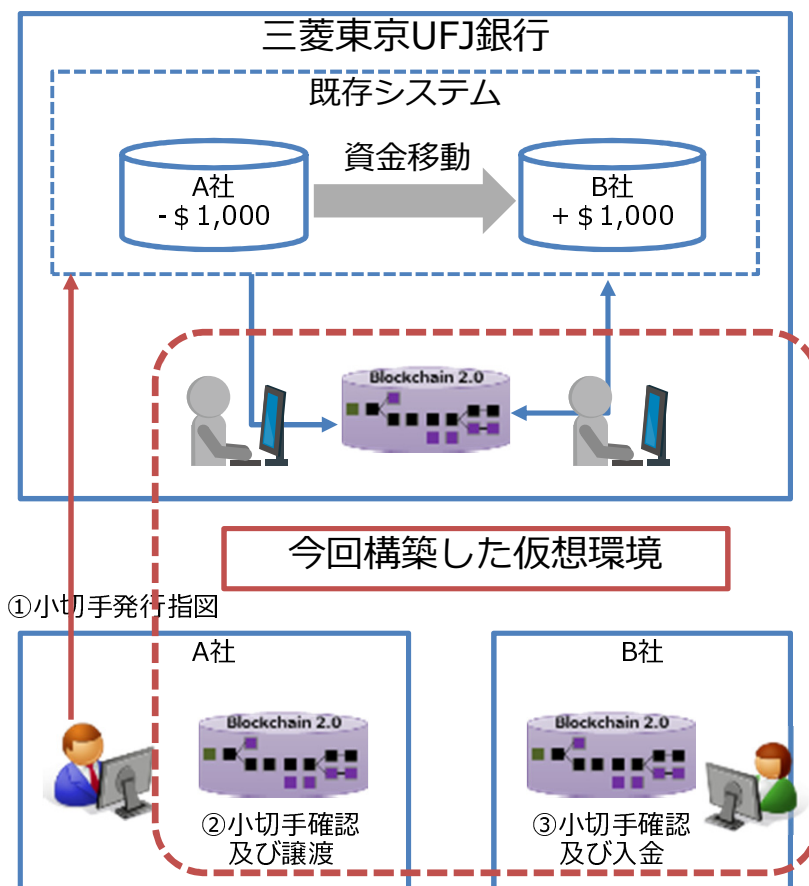 三菱東京UFJ銀行
既存システム
資金移動
A社
-＄1,000
B社
+＄1,000
Blockchain 2.0
今回構築した仮想環境
①小切手発行指図
A社
B社
Blockchain 2.0
Blockchain 2.0
②小切手確認
及び譲渡
③小切手確認
及び入金